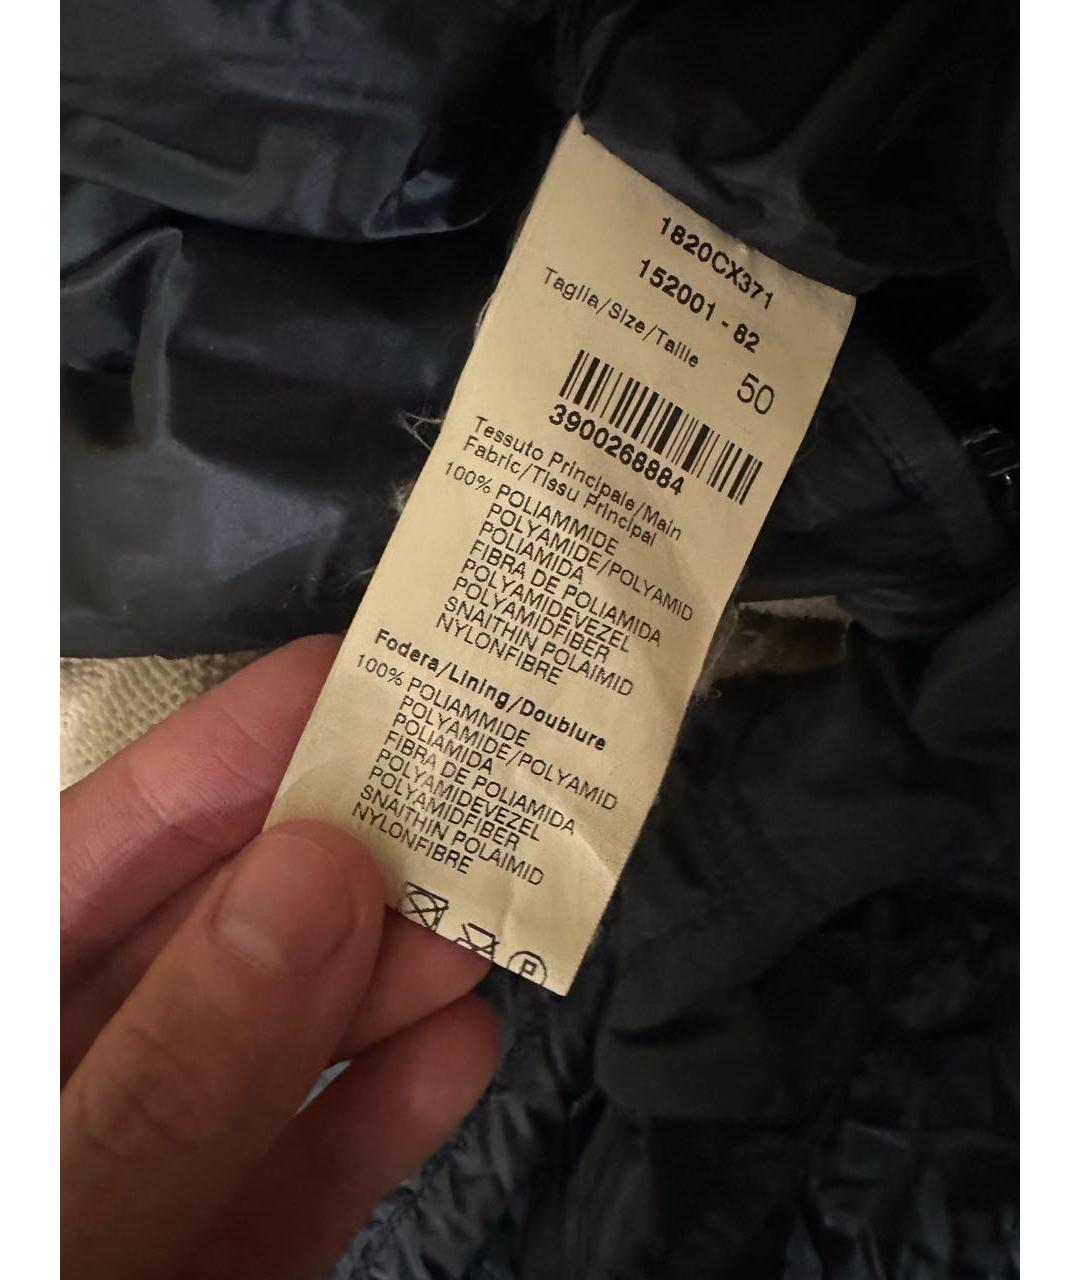 1820CX371
152001 - 82
Taglia/Size/Taille
50
3900268884
Tessuto Principale/Main
Fabric/Tissu Principal
100% POLIAMMIDE
POLYAMIDE/POLYAMID
POLIAMIDA
FIBRA DE POLIAMIDA
POLYAMIDEVEZEL
POLYAMIDFIBER
SNAITHIN POLAIMID
NYLONFIBRE
Fodera/Lining/Doublure
100% POLIAMMIDE
POLYAMIDE/POLYAMID
POLIAMIDA
FIBRA DE POLIAMIDA
POLYAMIDEVEZEL
POLYAMIDFIBER
SNAITHIN POLAIMID
NYLONFIBRE
P